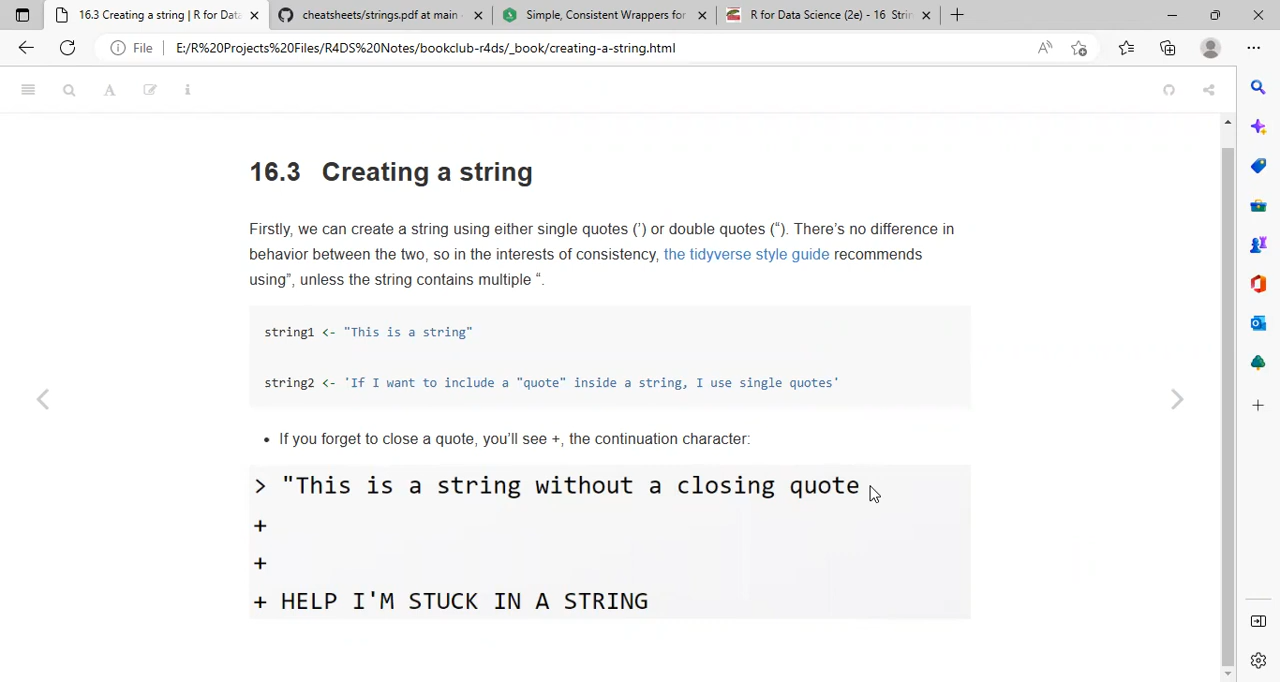 16.3 Creating a string | R for Data
cheatsheets/strings.pdf at main ·
Simple, Consistent Wrappers for
R for Data Science (2e) - 16 Strin
File
E:/R%20Projects%20Files/R4DS%20Notes/bookclub-r4ds/_book/creating-a-string.html
16.3 Creating a string
Firstly, we can create a string using either single quotes (’) or double quotes (“). There’s no difference in
behavior between the two, so in the interests of consistency, the tidyverse style guide recommends
using”, unless the string contains multiple “.
string1 <- "This is a string"
string2 <- 'If I want to include a "quote" inside a string, I use single quotes'
• If you forget to close a quote, you’ll see +, the continuation character:
> "This is a string without a closing quote
+
+
+ HELP I'M STUCK IN A STRING